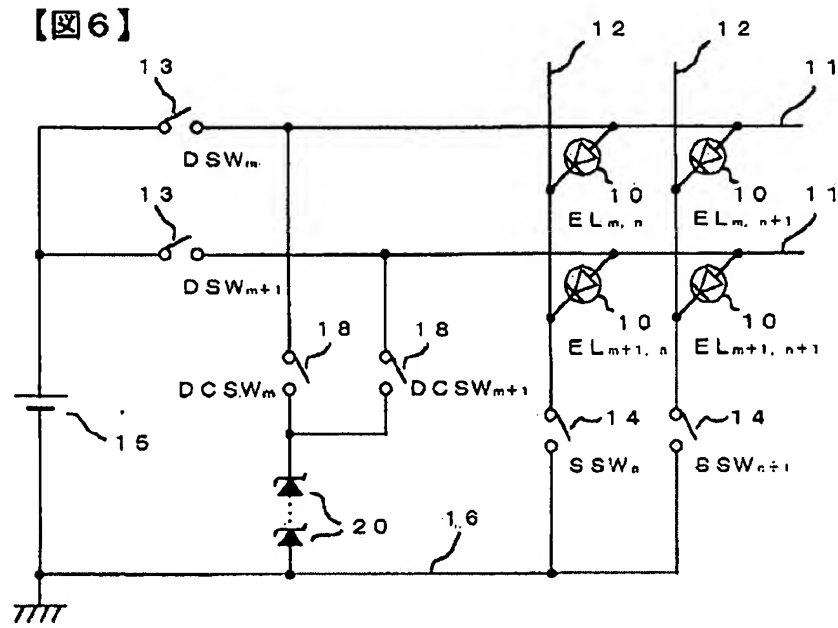 【図6】
12 12
13
11
DSWm
10 10
13
ELm, n ELm, n+1
11
DSWm+1
18 18
10 10
ELm+1, n ELm+1, n+1
DCSWm DCSWm+1
14 14
15
SSWn SSWn+1
20
16